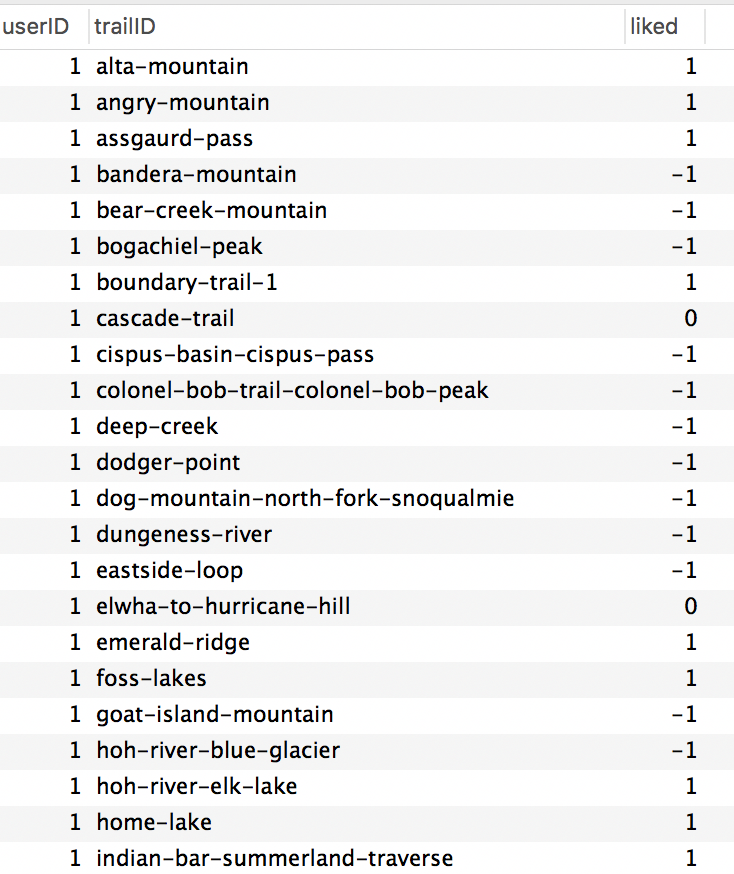 userID trailID liked
1 alta-mountain 1
1 angry-mountain 1
1 assgaurd-pass 1
1 bandera-mountain -1
1 bear-creek-mountain -1
1 bogachiel-peak -1
1 boundary-trail-1 1
1 cascade-trail 0
1 cispus-basin-cispus-pass -1
1 colonel-bob-trail-colonel-bob-peak -1
1 deep-creek -1
1 dodger-point -1
1 dog-mountain-north-fork-snoqualmie -1
1 dungeness-river -1
1 eastside-loop -1
1 elwha-to-hurricane-hill 0
1 emerald-ridge 1
1 foss-lakes 1
1 goat-island-mountain -1
1 hoh-river-blue-glacier -1
1 hoh-river-elk-lake 1
1 home-lake 1
1 indian-bar-summerland-traverse 1